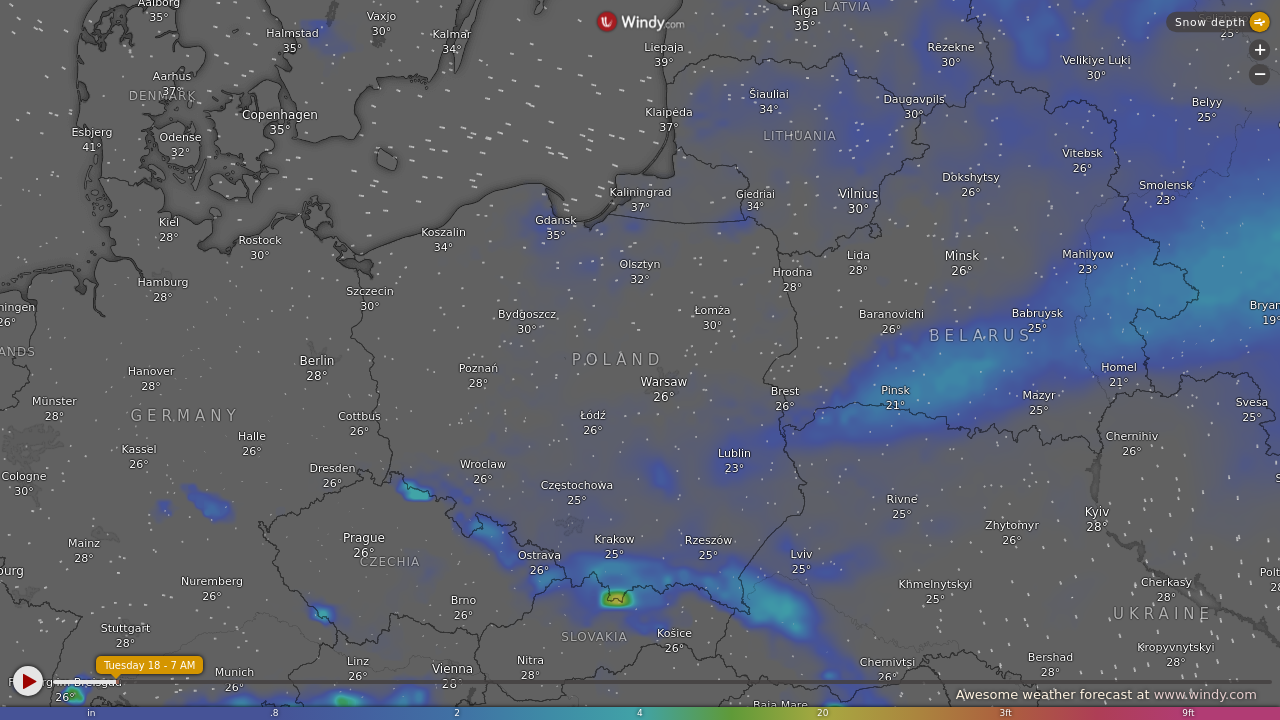 Aalborg
35°
Vaxjo
30°
Halmstad
35°
Kalmar
34°
Windy.com
Riga
35°
LATVIA
Snow depth
25°
Liepaja
39°
Rēzekne
30°
Velikiye Luki
30°
+
−
Aarhus
37°
DENMARK
Copenhagen
35°
Esbjerg
41°
Odense
32°
Šiauliai
34°
Klaipėda
37°
LITHUANIA
Daugavpils
30°
Belyy
25°
Vitebsk
26°
Smolensk
23°
Dokshytsy
26°
Kaliningrad
37°
Giedriai
34°
Vilnius
30°
Kiel
28°
Rostock
30°
Koszalin
34°
Gdansk
35°
Olsztyn
32°
Hrodna
28°
Lida
28°
Minsk
26°
Mahilyow
23°
Hamburg
28°
Szczecin
30°
ningen
26°
Bydgoszcz
30°
Łomża
30°
Baranovichi
26°
Babruysk
25°
BELARUS
Bryan
19°
ANDS
Hanover
28°
Berlin
28°
POLAND
Poznań
28°
Warsaw
26°
Brest
26°
Pinsk
21°
Mazyr
25°
Homel
21°
Münster
28°
GERMANY
Cottbus
26°
Łódź
26°
Svesa
25°
Kassel
26°
Halle
26°
Chernihiv
26°
Cologne
30°
Dresden
26°
Wroclaw
26°
Częstochowa
25°
Lublin
23°
Rivne
25°
Kyiv
28°
Zhytomyr
26°
Mainz
28°
Prague
26°
CZECHIA
Ostrava
26°
Krakow
25°
Rzeszów
25°
Lviv
25°
burg
Nuremberg
26°
Brno
26°
Khmelnytskyi
25°
Cherkasy
28°
Polt
28
UKRAINE
Stuttgart
28°
SLOVAKIA
Košice
26°
Kropyvnytskyi
28°
Tuesday 18 - 7 AM
26°
Munich
26°
Linz
26°
Vienna
28°
Nitra
28°
Chernivtsi
26°
Bershad
28°
Awesome weather forecast at www.windy.com
Baia Mare
in .8 2 4 20 3ft 9ft